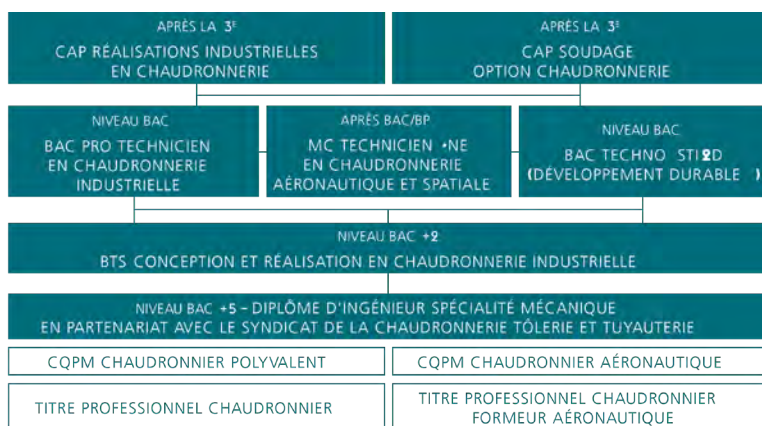 APRÈS LA 3E
CAP RÉALISATIONS INDUSTRIELLES
EN CHAUDRONNERIE
APRÈS LA 3E
CAP SOUDAGE
OPTION CHAUDRONNERIE
NIVEAU BAC
BAC PRO TECHNICIEN
EN CHAUDRONNERIE
INDUSTRIELLE
APRÈS BAC/BP
MC TECHNICIEN·NE
EN CHAUDRONNERIE
AÉRONAUTIQUE ET SPATIALE
NIVEAU BAC
BAC TECHNO STI2D
(DÉVELOPPEMENT DURABLE )
NIVEAU BAC +2
BTS CONCEPTION ET RÉALISATION EN CHAUDRONNERIE INDUSTRIELLE
NIVEAU BAC +5 – DIPLÔME D'INGÉNIEUR SPÉCIALITÉ MÉCANIQUE
EN PARTENARIAT AVEC LE SYNDICAT DE LA CHAUDRONNERIE TÔLERIE ET TUYAUTERIE
CQPM CHAUDRONNIER POLYVALENT
CQPM CHAUDRONNIER AÉRONAUTIQUE
TITRE PROFESSIONNEL CHAUDRONNIER
TITRE PROFESSIONNEL CHAUDRONNIER
FORMEUR AÉRONAUTIQUE